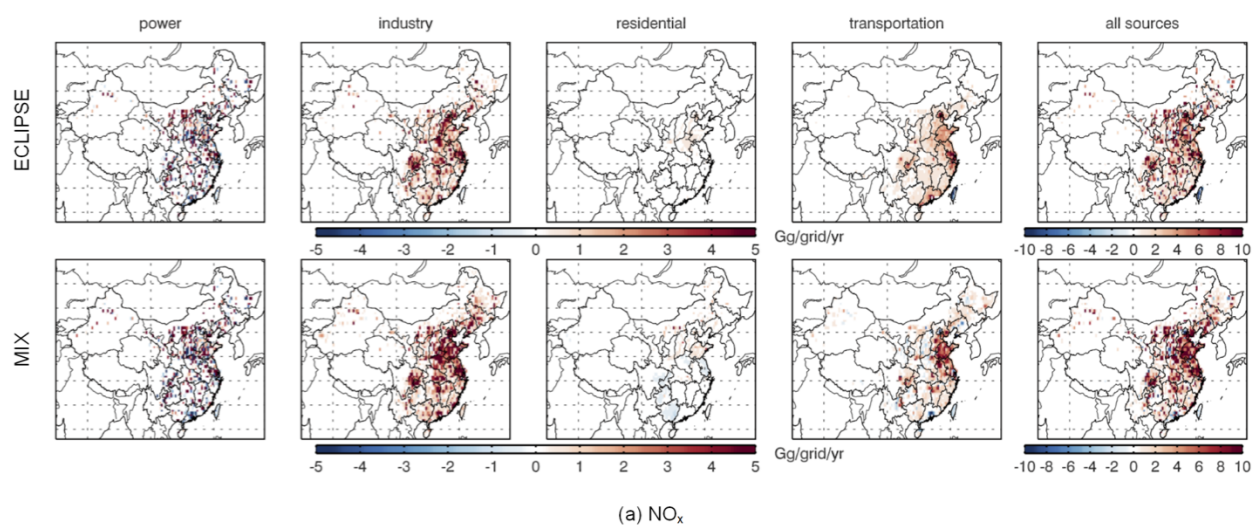 power industry residential transportation all sources
ECLIPSE
-5 -4 -3 -2 -1 0 1 2 3 4 5 Gg/grid/yr -10 -8 -6 -4 -2 0 2 4 6 8 10
MIX
-5 -4 -3 -2 -1 0 1 2 3 4 5 Gg/grid/yr -10 -8 -6 -4 -2 0 2 4 6 8 10
(a) NOₓ